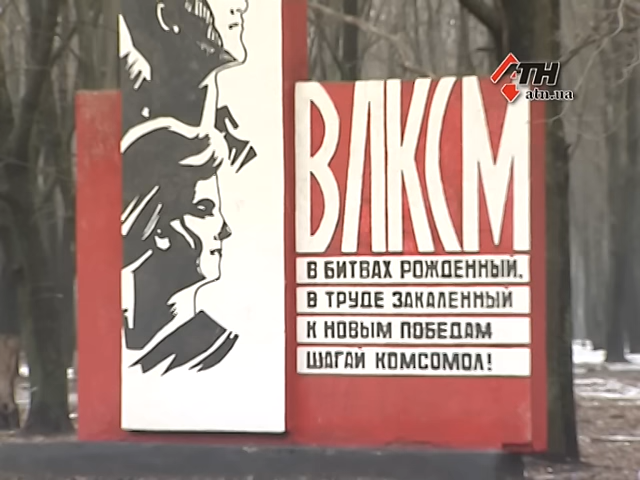 АТН
atn.ua
ВЛКСМ
В БИТВАХ РОЖДЕННЫЙ,
В ТРУДЕ ЗАКАЛЕННЫЙ
К НОВЫМ ПОБЕДАМ
ШАГАЙ КОМСОМОЛ!